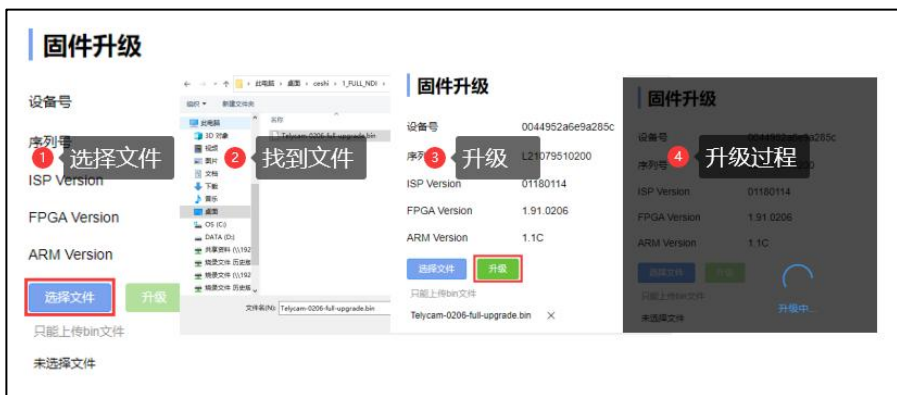 固件升级
设备号
序列号
ISP Version
FPGA Version
ARM Version
选择文件 升级
只能上传bin文件
未选择文件
1 选择文件
此电脑 › 桌面 › ceshi › 1_FULL_NDI ›
组织 新建文件夹
名称
此电脑
3D 对象
视频
图片
文档
下载
音乐
桌面
OS (C:)
DATA (D:)
Telycam-0206-full-upgrade.bin
文件名(N): Telycam-0206-full-upgrade.bin
2 找到文件
固件升级
设备号 0044952a6e9a285c
序列 L21079510200
ISP Version 01180114
FPGA Version 1.91.0206
ARM Version 1.1C
选择文件 升级
只能上传bin文件
Telycam-0206-full-upgrade.bin ×
3 升级
固件升级
设备号 0044952a6e9a285c
序列号
ISP Version 01180114
FPGA Version 1.91.0206
ARM Version 1.1C
选择文件 升级
只能上传bin文件
未选择文件
升级中...
4 升级过程